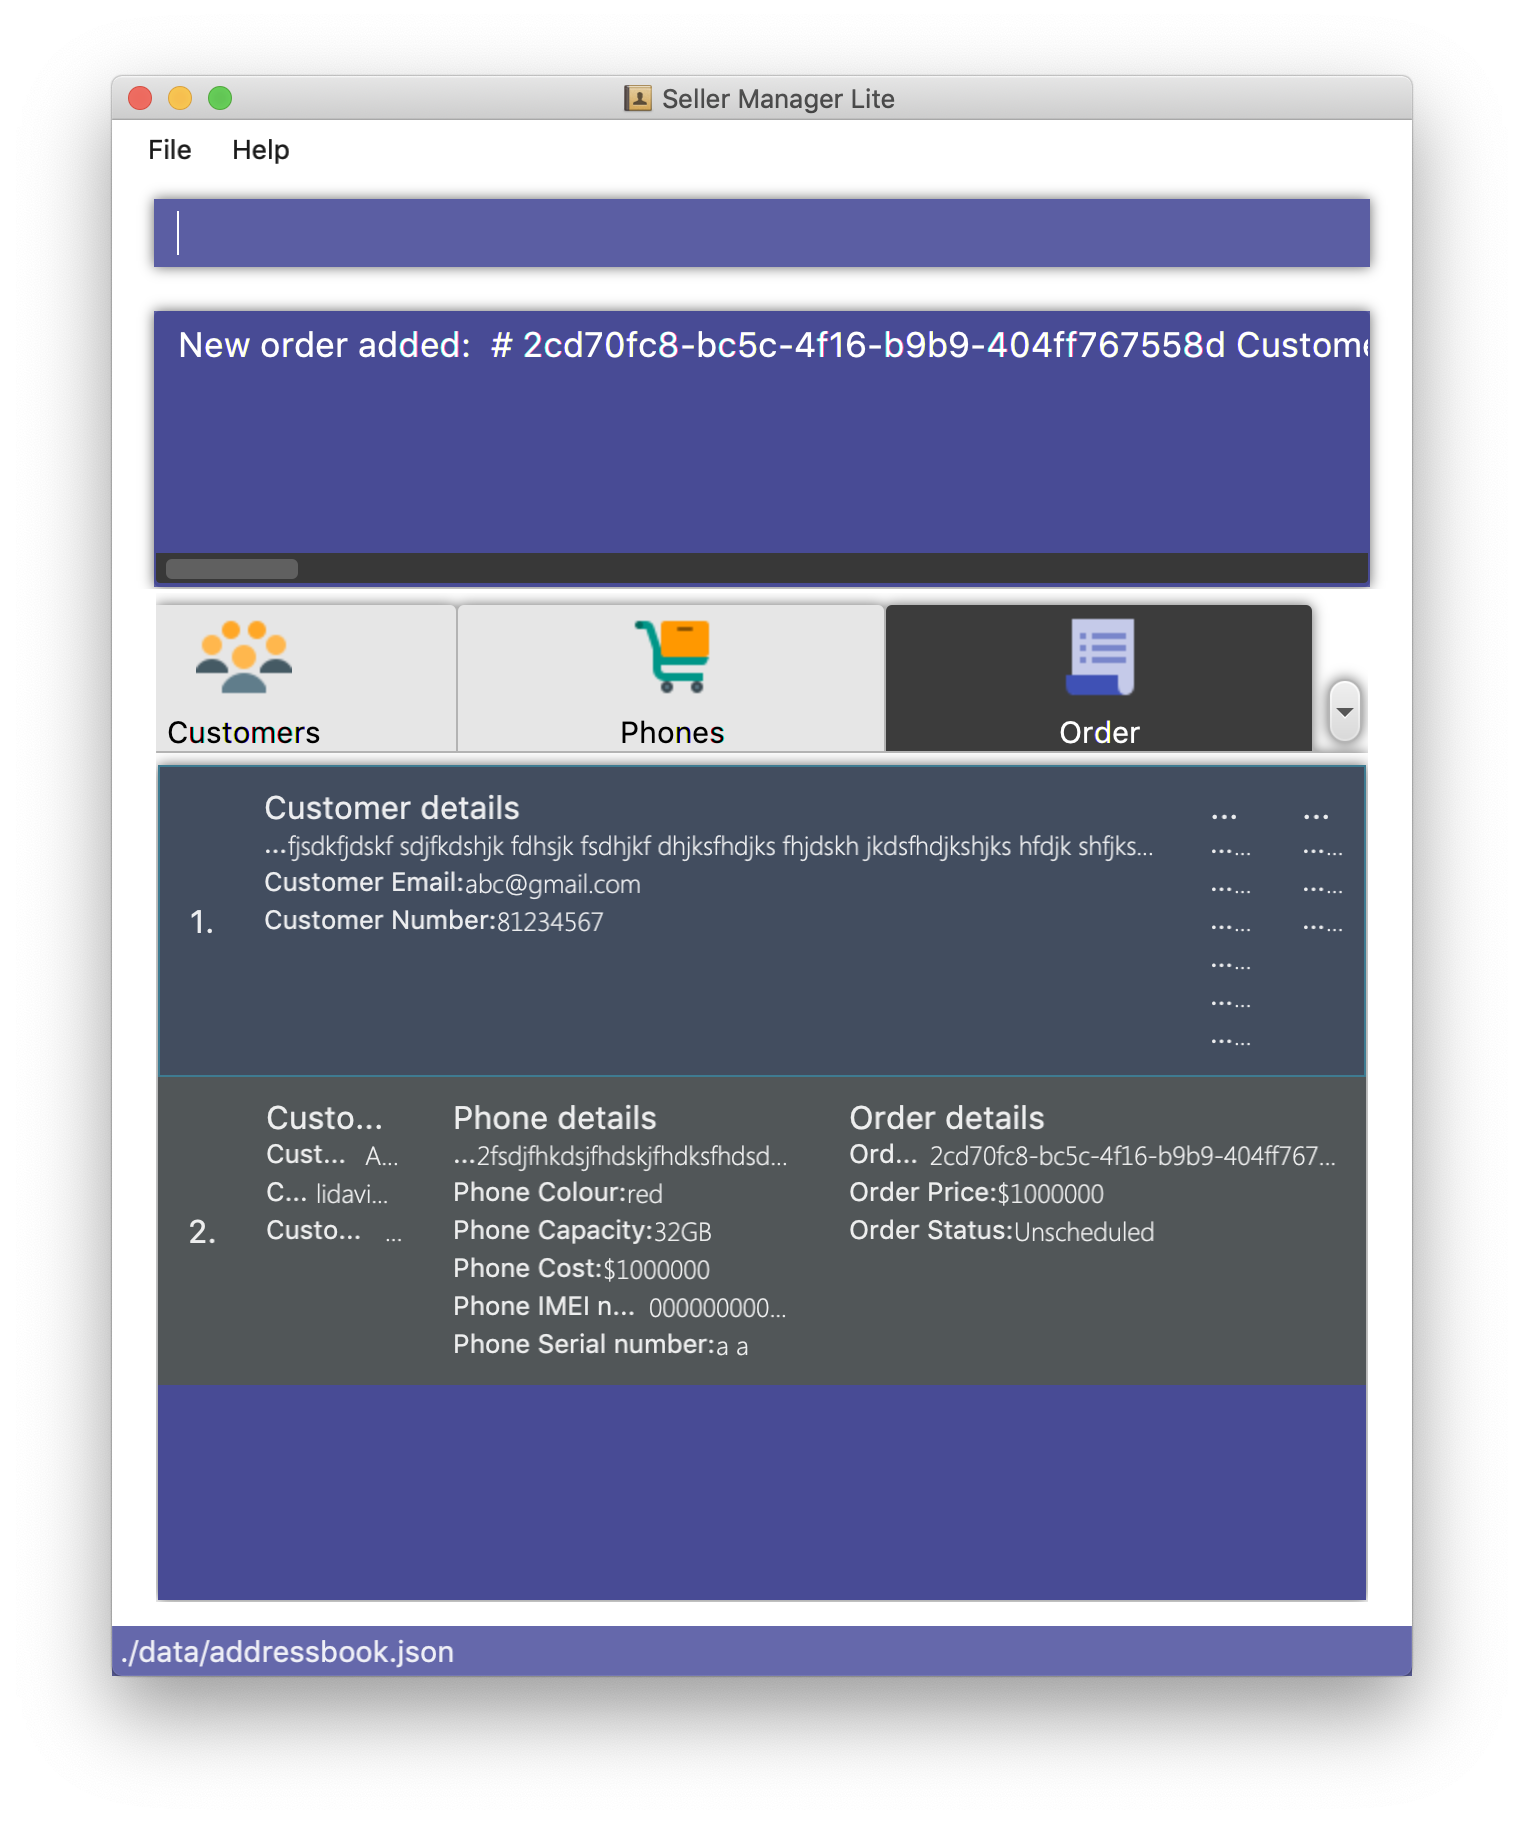 Seller Manager Lite
File Help
New order added:  # 2cd70fc8-bc5c-4f16-b9b9-404ff767558d Custome
Customers
Phones
Order
1.
Customer details
...fjsdkfjdskf sdjfkdshjk fdhsjk fsdhjkf dhjksfhdjks fhjdskh jkdsfhdjkshjks hfdjk shfjks...
Customer Email:abc@gmail.com
Customer Number:81234567
... ...
...... ......
...... ......
...... ......
......
......
......
2.
Custo...
Cust... A...
C... lidavi...
Custo... ...
Phone details
...2fsdjfhkdsjfhdskjfhdksfhdsd...
Phone Colour:red
Phone Capacity:32GB
Phone Cost:$1000000
Phone IMEI n... 000000000...
Phone Serial number:a a
Order details
Ord... 2cd70fc8-bc5c-4f16-b9b9-404ff767...
Order Price:$1000000
Order Status:Unscheduled
./data/addressbook.json